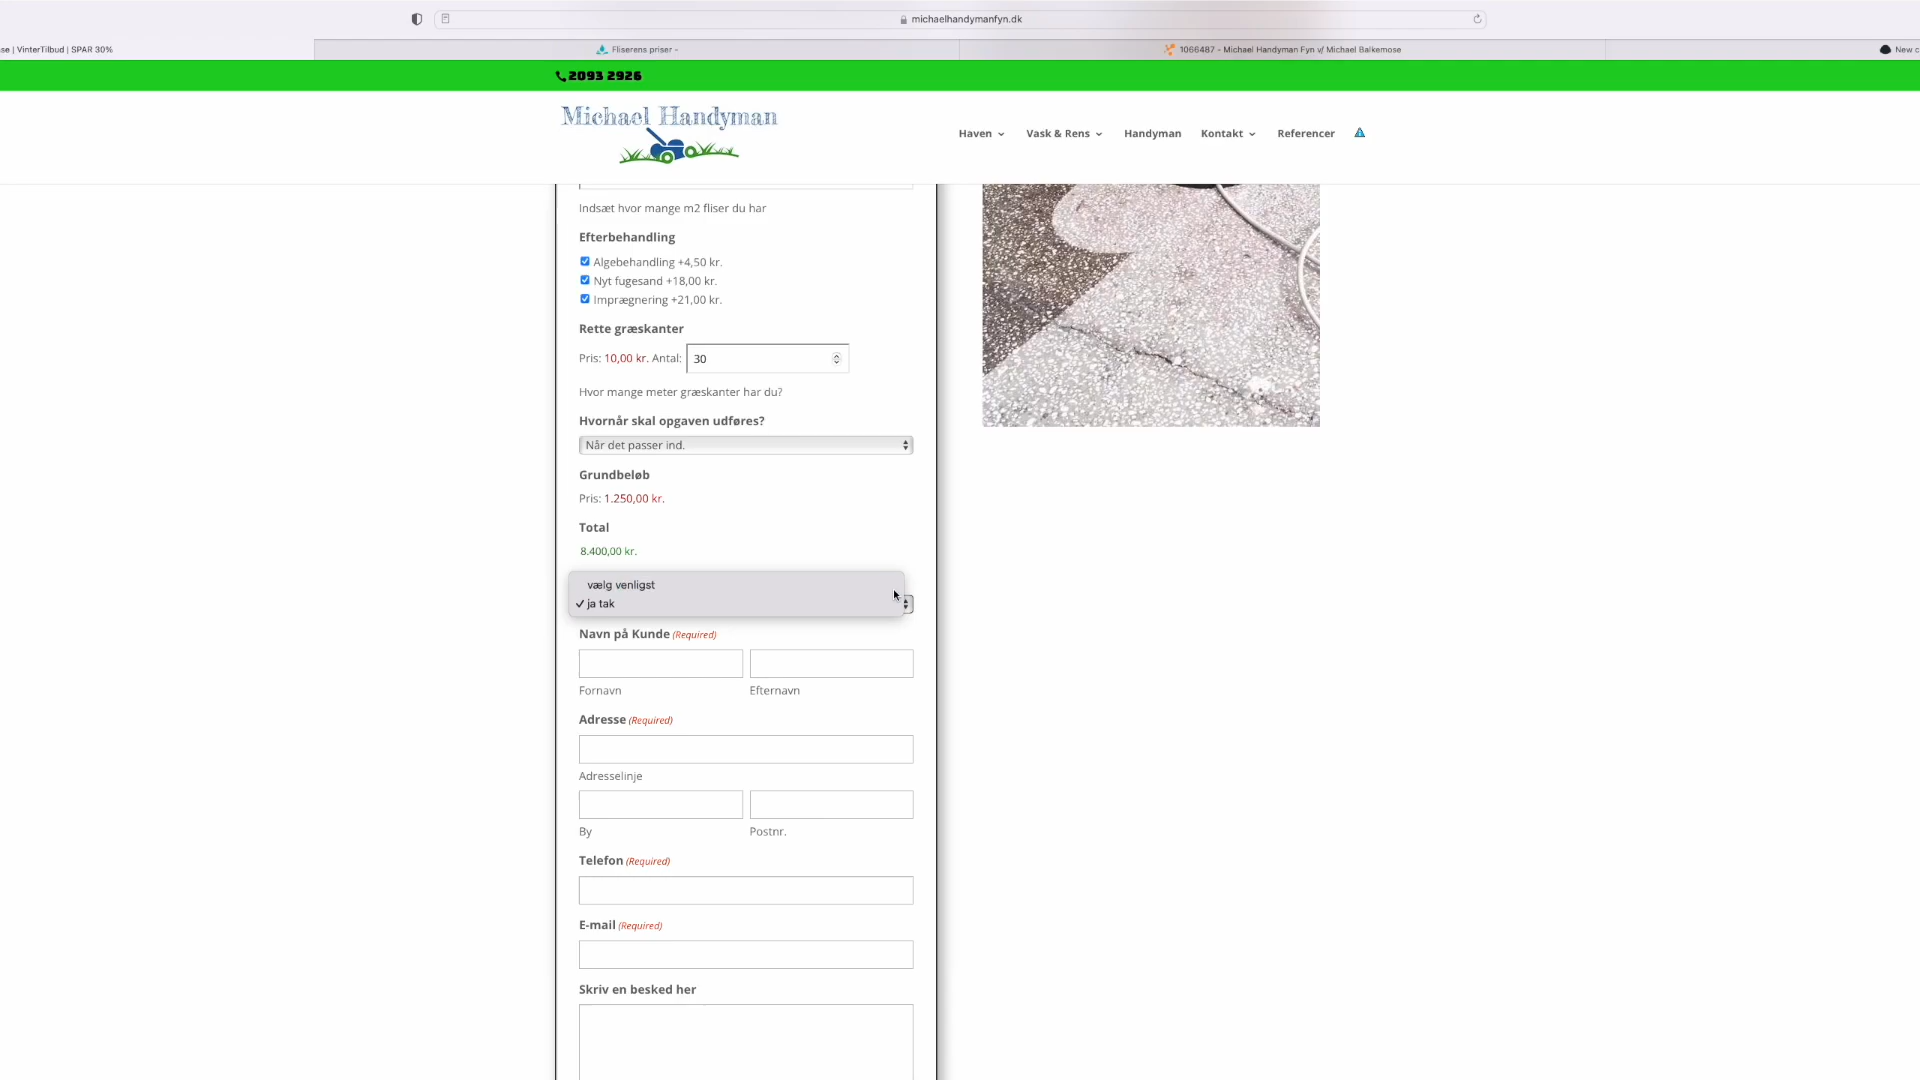 michaelhandymanfyn.dk
se | VinterTilbud | SPAR 30%
Fliserens priser -
1066487 - Michael Handyman Fyn v/ Michael Balkemose
New c
2093 2926
Michael Handyman
Haven
Vask & Rens
Handyman
Kontakt
Referencer
Indsæt hvor mange m2 fliser du har
Efterbehandling
Algebehandling +4,50 kr.
Nyt fugesand +18,00 kr.
Imprægnering +21,00 kr.
Rette græskanter
Pris: 10,00 kr. Antal: 30
Hvor mange meter græskanter har du?
Hvornår skal opgaven udføres?
Når det passer ind.
Grundbeløb
Pris: 1.250,00 kr.
Total
8.400,00 kr.
vælg venligst
✓ ja tak
Navn på Kunde (Required)
Fornavn
Efternavn
Adresse (Required)
Adresselinje
By
Postnr.
Telefon (Required)
E-mail (Required)
Skriv en besked her